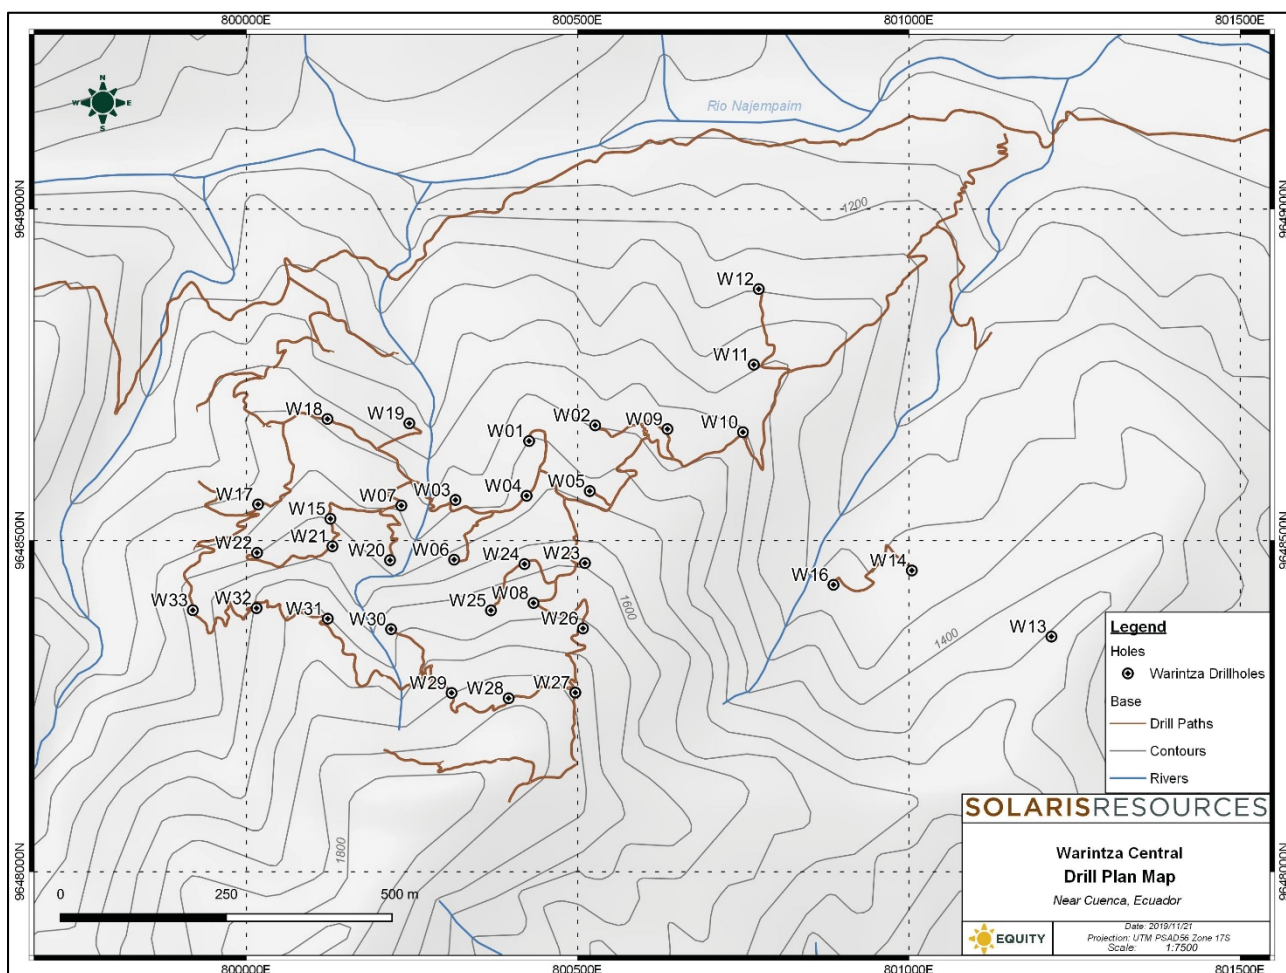 800000E 800500E 801000E 801500E
N
W E
S
Rio Najempaim
9649000N 9649000N
1200
W12
W11
W18 W19 W02 W09 W10
W01
W17 W15 W07 W03 W04 W05
W22 W21 W20 W06 W24 W23
W16 W14
W33 W32 W31 W30 W25 W08 W26
1600
9648500N 9648500N
1400
W13
W29 W28 W27
Legend
Holes
Warintza Drillholes
Base
Drill Paths
Contours
Rivers
SOLARISRESOURCES
1800
9648000N 9648000N
Warintza Central
Drill Plan Map
Near Cuenca, Ecuador
0 250 500 m
EQUITY
Date: 2019/11/21
Projection: UTM PSAD56 Zone 17S
Scale: 1:7500
800000E 800500E 801000E 801500E